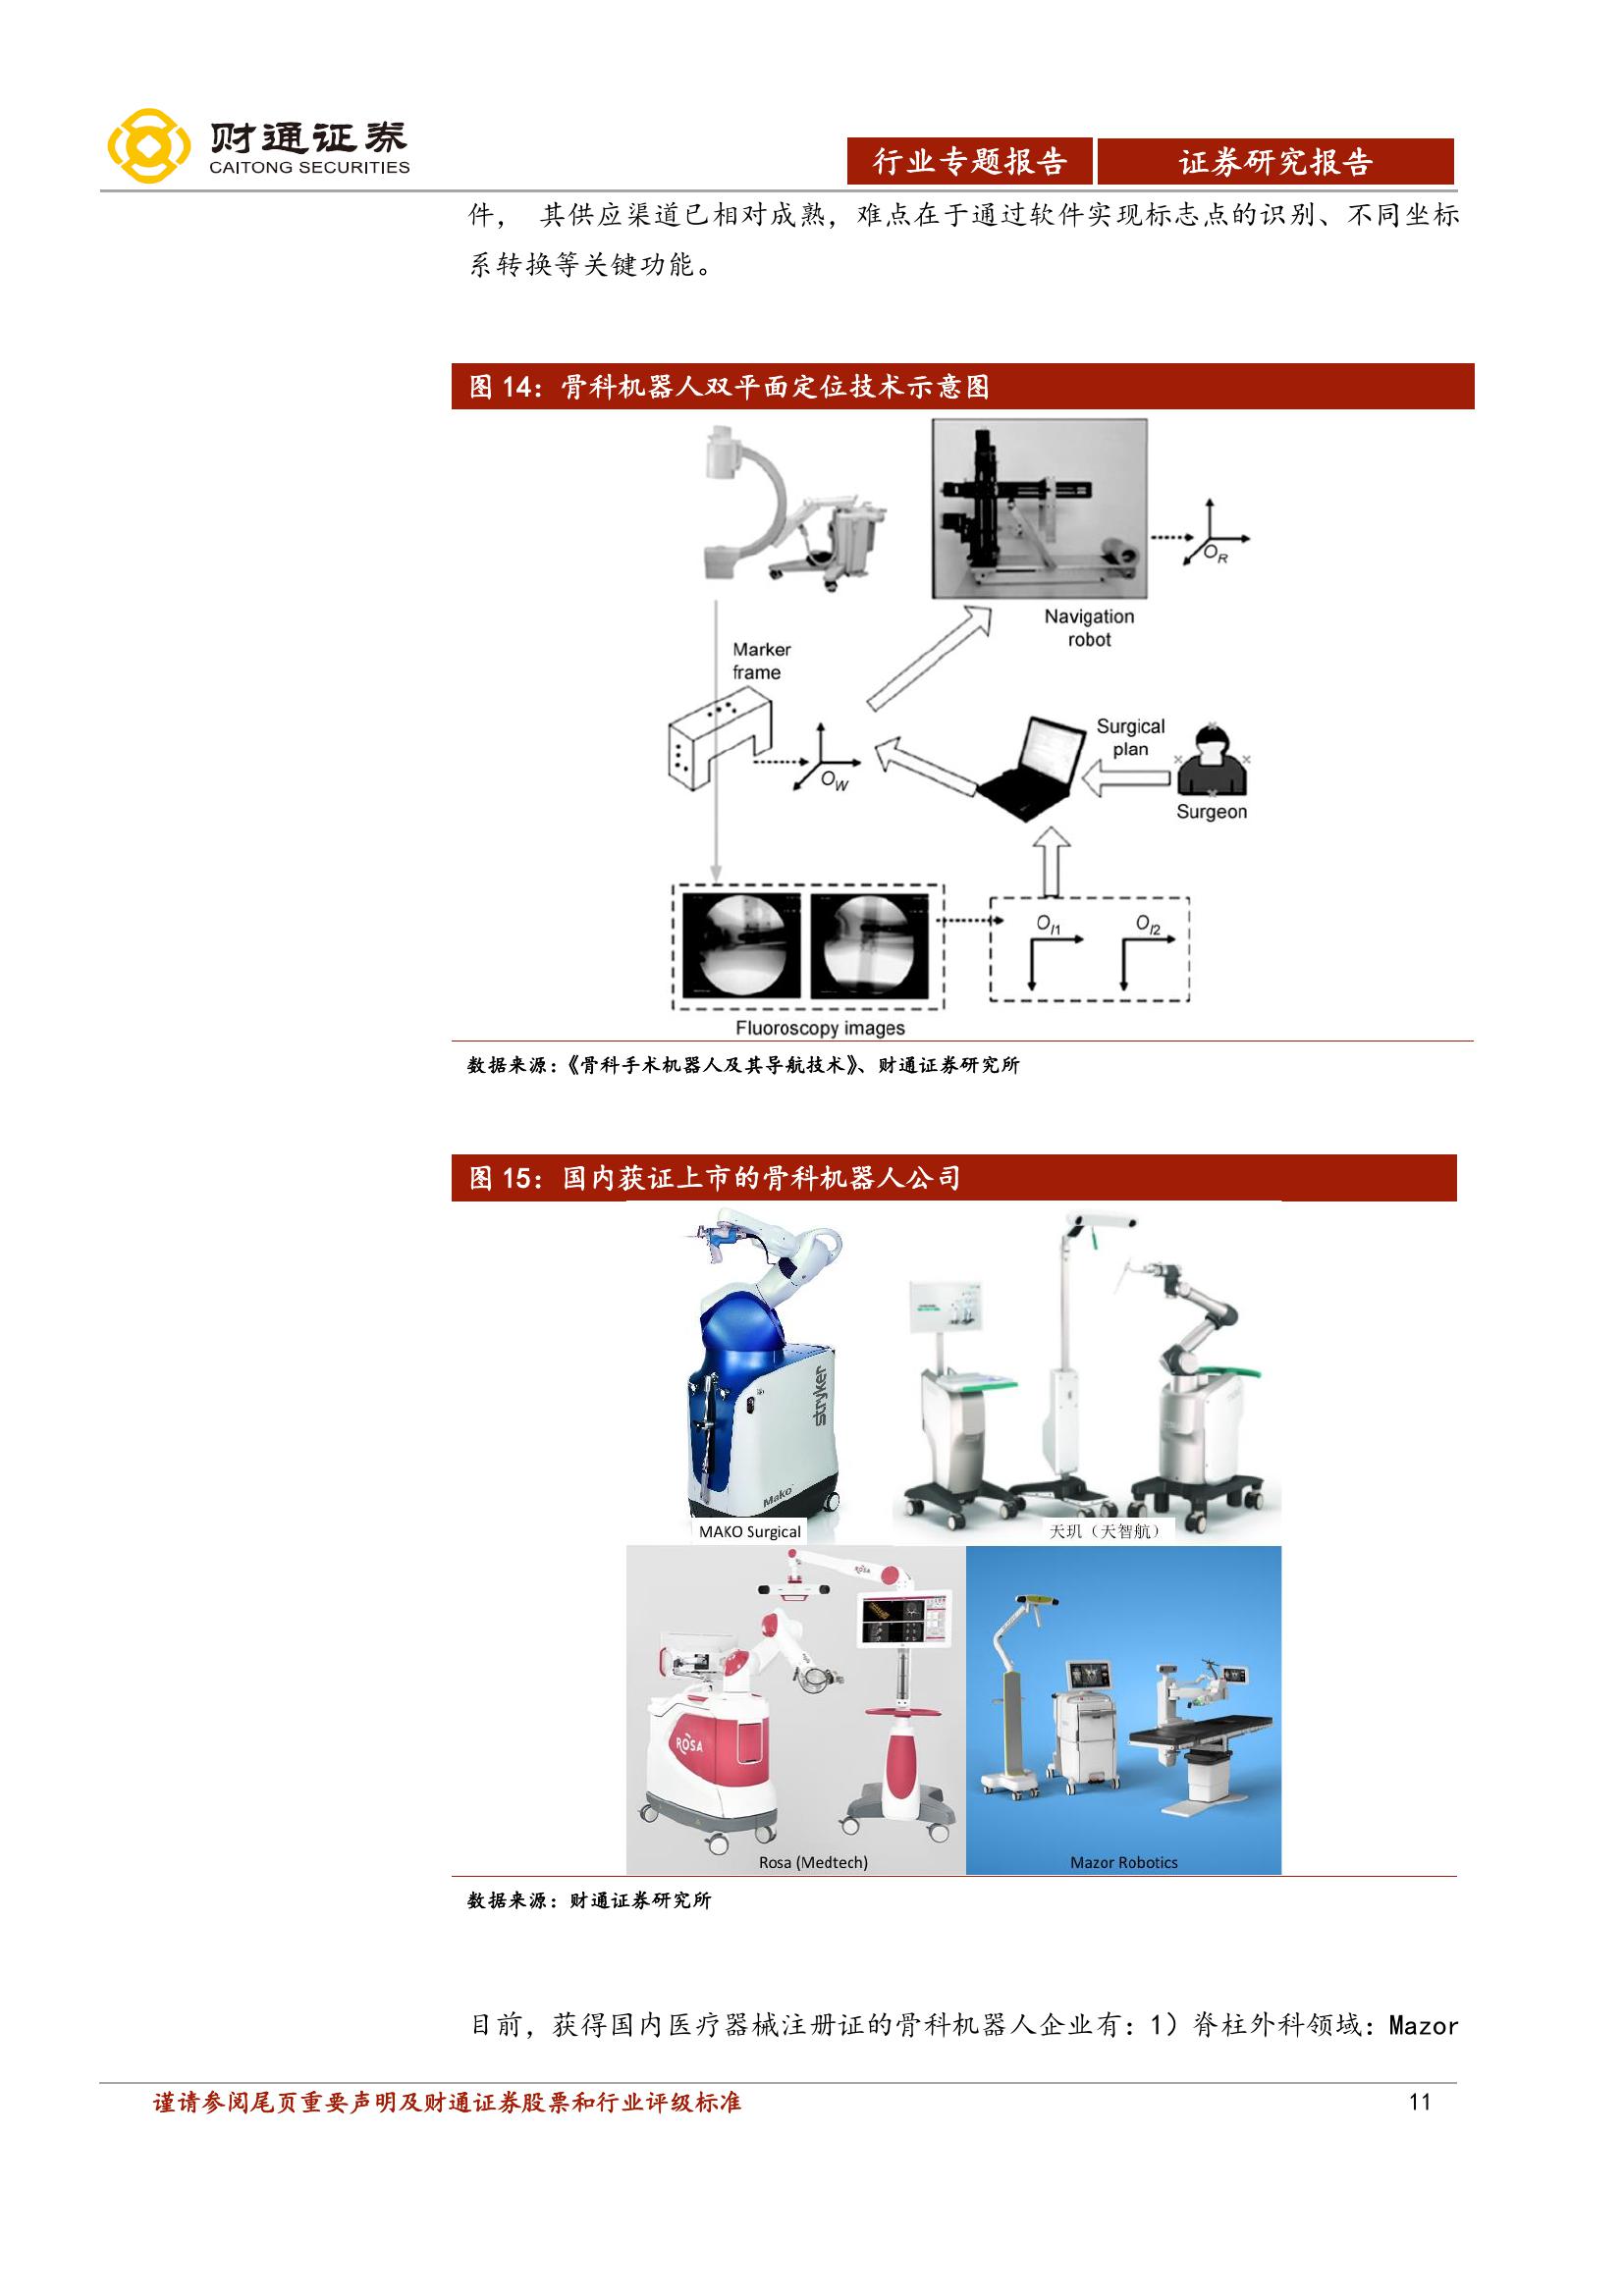 财通证券
CAITONG SECURITIES
行业专题报告 证券研究报告
件， 其供应渠道已相对成熟，难点在于通过软件实现标志点的识别、不同坐标
系转换等关键功能。
图 14：骨科机器人双平面定位技术示意图
O_R
Navigation
robot
Marker
frame
Surgical
plan
O_W
Surgeon
O_I1 O_I2
Fluoroscopy images
数据来源：《骨科手术机器人及其导航技术》、财通证券研究所
图 15：国内获证上市的骨科机器人公司
stryker
Mako
MAKO Surgical
天玑（天智航）
ROSA
ROSA
Rosa (Medtech)
Mazor Robotics
数据来源：财通证券研究所
目前，获得国内医疗器械注册证的骨科机器人企业有：1）脊柱外科领域：Mazor
谨请参阅尾页重要声明及财通证券股票和行业评级标准 11